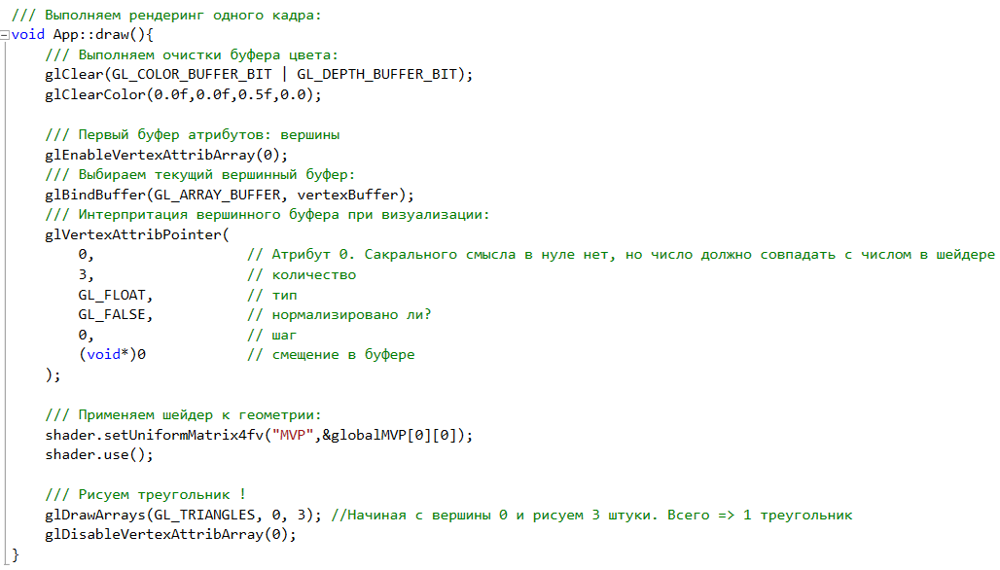 /// Выполняем рендеринг одного кадра:
void App::draw(){
    /// Выполняем очистки буфера цвета:
    glClear(GL_COLOR_BUFFER_BIT | GL_DEPTH_BUFFER_BIT);
    glClearColor(0.0f,0.0f,0.5f,0.0);

    /// Первый буфер атрибутов: вершины
    glEnableVertexAttribArray(0);
    /// Выбираем текущий вершинный буфер:
    glBindBuffer(GL_ARRAY_BUFFER, vertexBuffer);
    /// Интерпритация вершинного буфера при визуализации:
    glVertexAttribPointer(
        0,                  // Атрибут 0. Сакрального смысла в нуле нет, но число должно совпадать с числом в шейдере
        3,                  // количество
        GL_FLOAT,           // тип
        GL_FALSE,           // нормализировано ли?
        0,                  // шаг
        (void*)0            // смещение в буфере
    );

    /// Применяем шейдер к геометрии:
    shader.setUniformMatrix4fv("MVP",&globalMVP[0][0]);
    shader.use();

    /// Рисуем треугольник !
    glDrawArrays(GL_TRIANGLES, 0, 3); //Начиная с вершины 0 и рисуем 3 штуки. Всего => 1 треугольник
    glDisableVertexAttribArray(0);
}